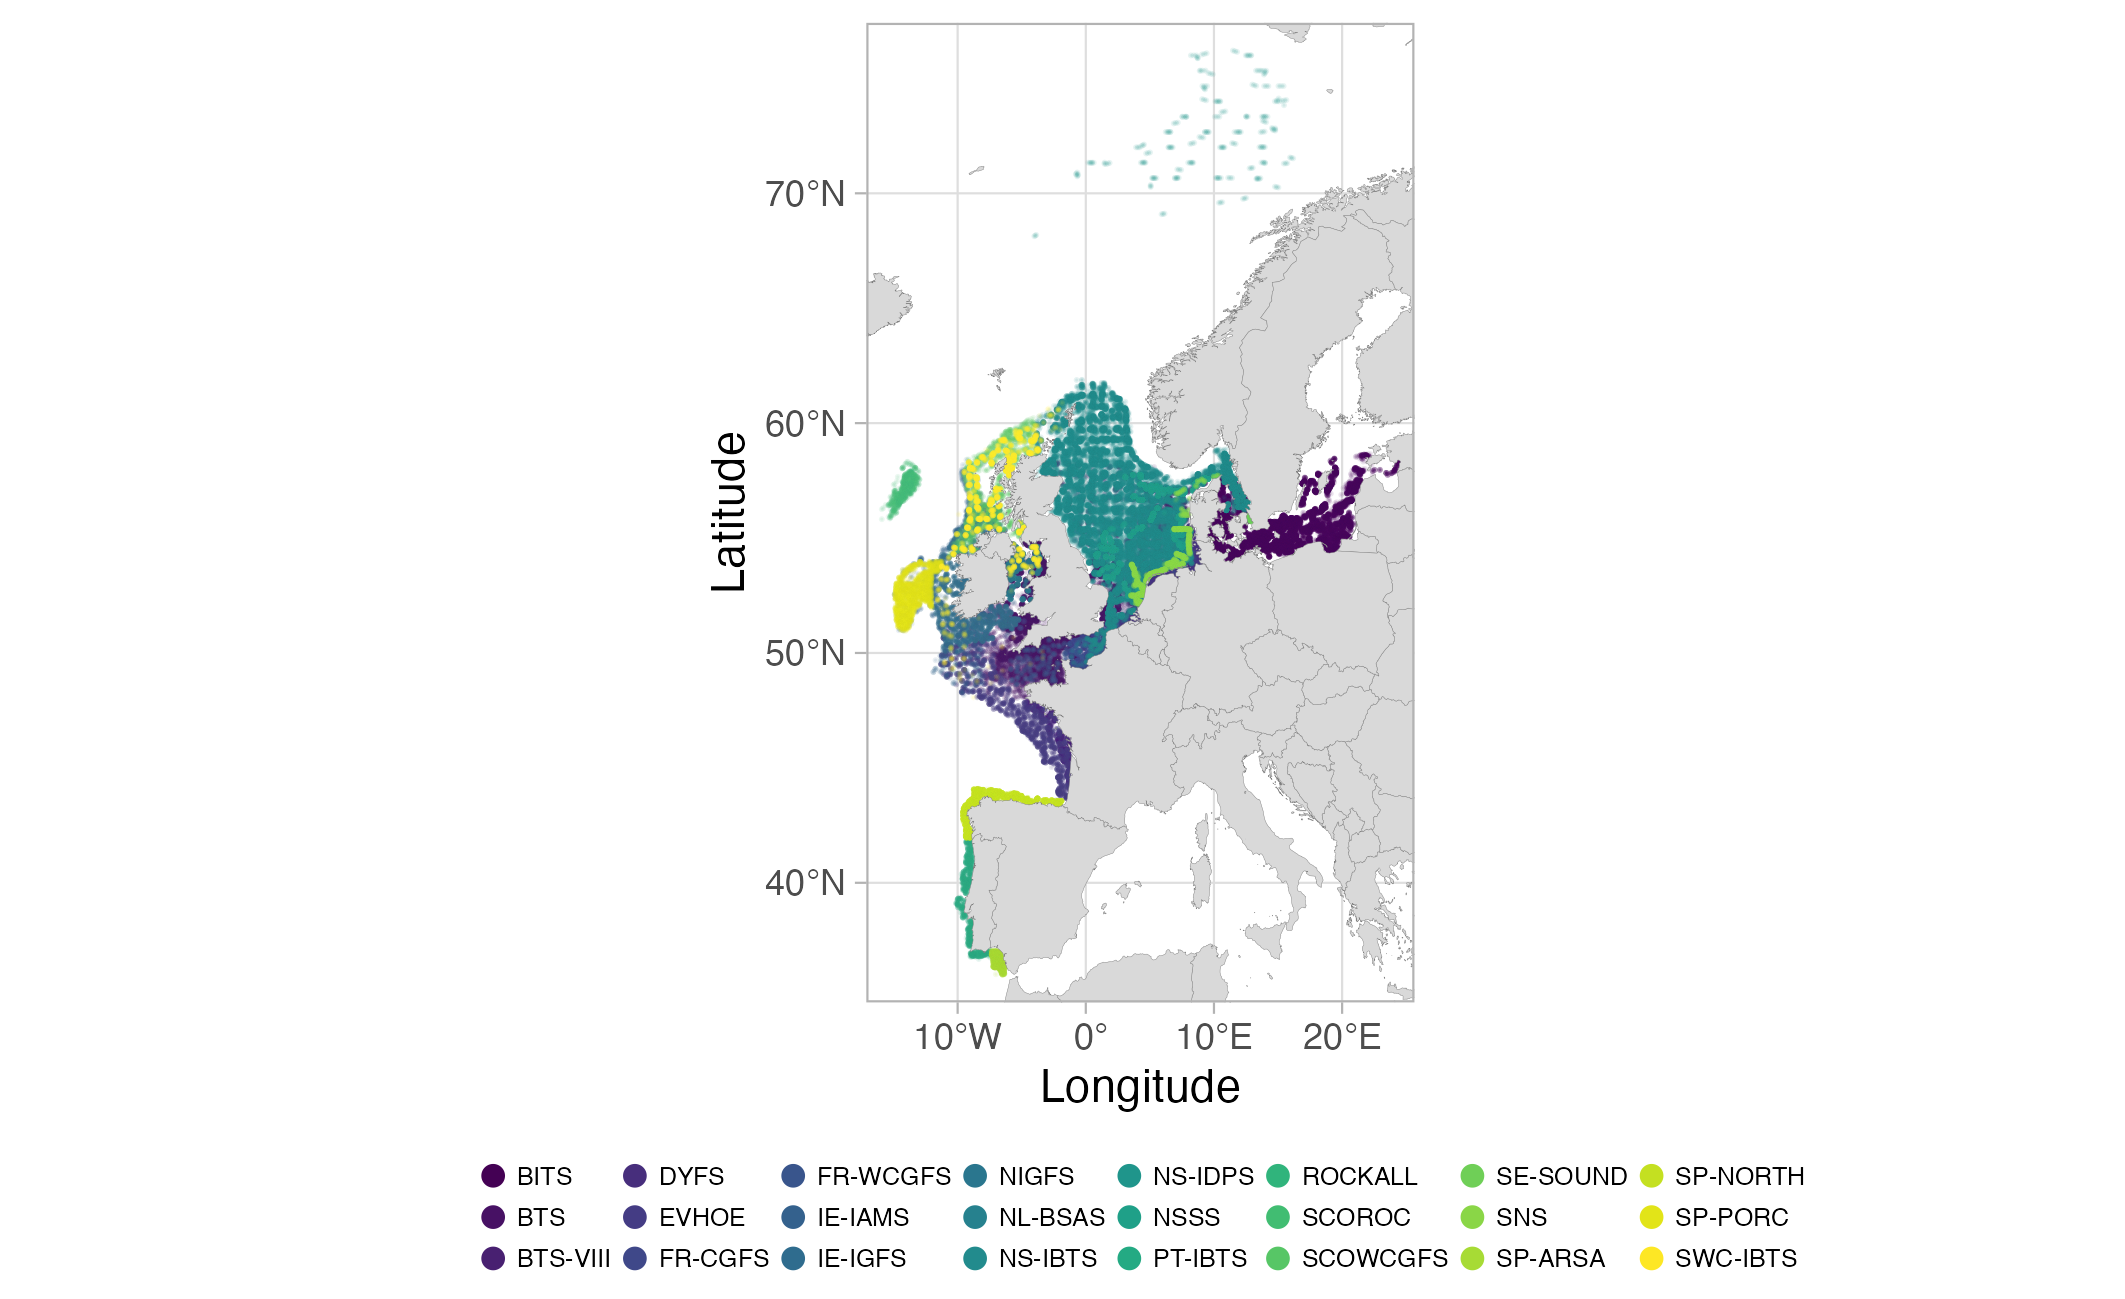 70°N
60°N
50°N
40°N
Latitude
10°W 0° 10°E 20°E
Longitude
BITS DYFS FR-WCGFS NIGFS NS-IDPS ROCKALL SE-SOUND SP-NORTH
BTS EVHOE IE-IAMS NL-BSAS NSSS SCOROC SNS SP-PORC
BTS-VIII FR-CGFS IE-IGFS NS-IBTS PT-IBTS SCOWCGFS SP-ARSA SWC-IBTS